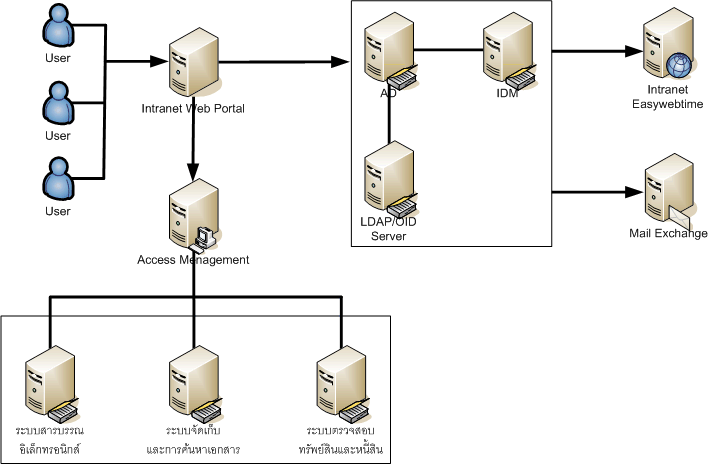 User
User
User
Intranet Web Portal
AD
IDM
LDAP/OID
Server
Intranet
Easywebtime
Mail Exchange
Access Menagement
ระบบสารบรรณ
อิเล็กทรอนิกส์
ระบบจัดเก็บ
และการค้นหาเอกสาร
ระบบตรวจสอบ
ทรัพย์สินและหนี้สิน